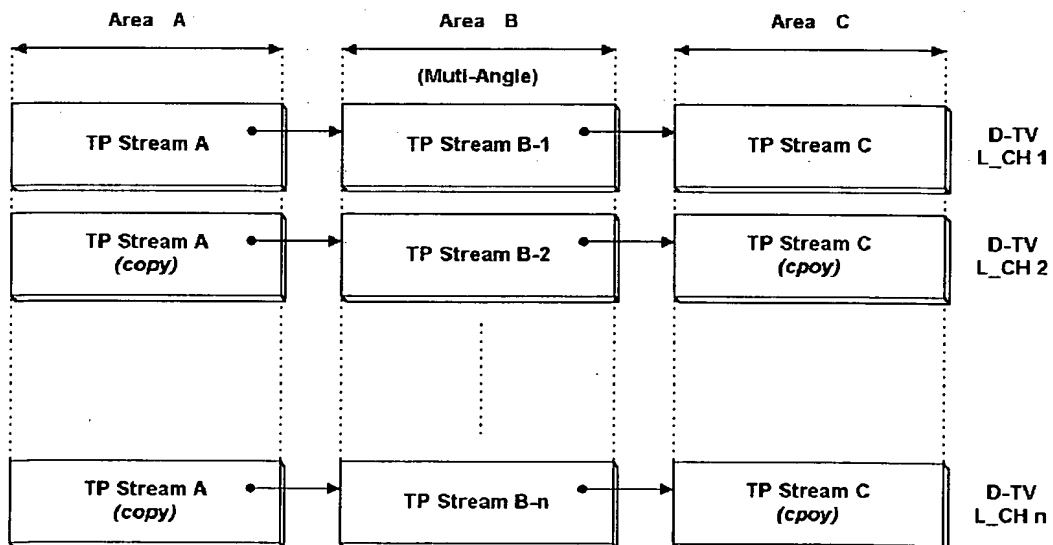 Area A
Area B
Area C
(Muti-Angle)
TP Stream A
TP Stream B-1
TP Stream C
D-TV
L_CH 1
TP Stream A
(copy)
TP Stream B-2
TP Stream C
(cpoy)
D-TV
L_CH 2
TP Stream A
(copy)
TP Stream B-n
TP Stream C
(cpoy)
D-TV
L_CH n